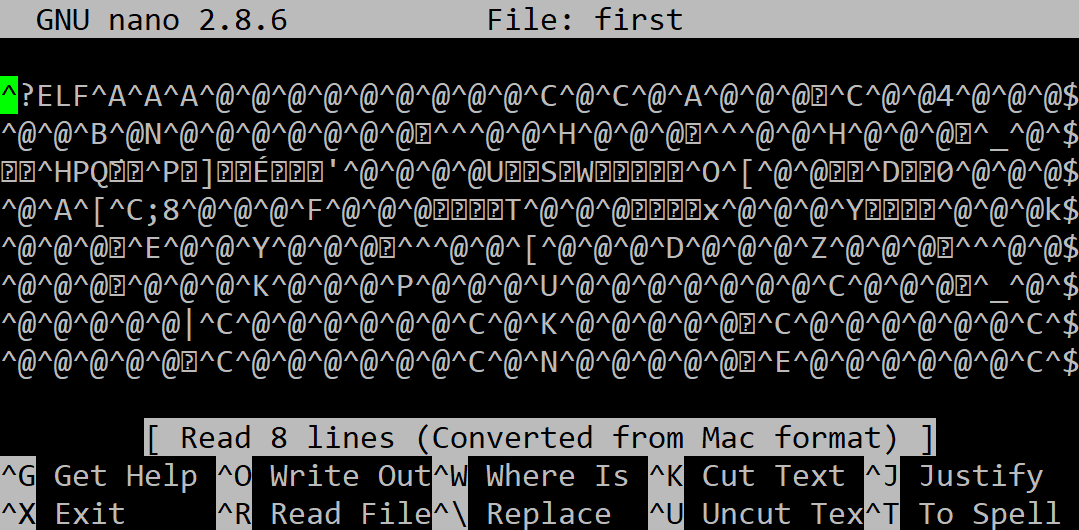 GNU nano 2.8.6 File: first
^?ELF^A^A^A^@^@^@^@^@^@^@^@^@^C^@^C^@^A^@^@^@�^C^@^@4^@^@^@$
^@^@^B^@N^@^@^@^@^@^@^@�^^^@^@^H^@^@^@�^^^@^@^H^@^@^@�^_^@^$
��^HPQ��^P�]��É���'^@^@^@^@U��S�W�����^O^[^@^@��^D��0^@^@^@$
^@^A^[^C;8^@^@^@^F^@^@^@����T^@^@^@����x^@^@^@^Y����^@^@^@k$
^@^@^@�^E^@^@^Y^@^@^@�^^^@^@^[^@^@^@^D^@^@^@^Z^@^@^@�^^^@^@$
^@^@^@�^@^@^@^K^@^@^@^P^@^@^@^U^@^@^@^@^@^@^@^C^@^@^@�^_^@^$
^@^@^@^@^@|^C^@^@^@^@^@^@^C^@^K^@^@^@^@^@�^C^@^@^@^@^@^@^C^$
^@^@^@^@^@�^C^@^@^@^@^@^@^C^@^N^@^@^@^@^@�^E^@^@^@^@^@^@^C^$
[ Read 8 lines (Converted from Mac format) ]
^G Get Help ^O Write Out ^W Where Is ^K Cut Text ^J Justify
^X Exit ^R Read File ^\ Replace ^U Uncut Tex ^T To Spell